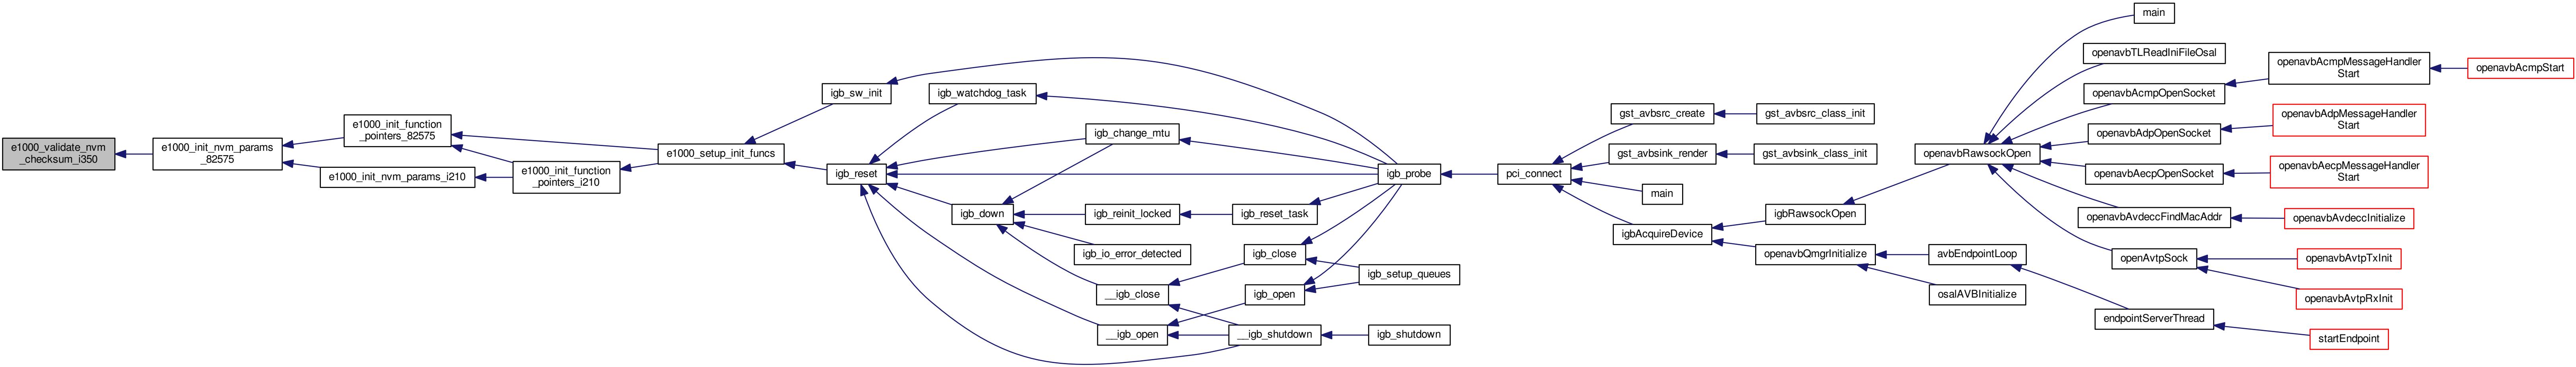 e1000_validate_nvm
_checksum_i350
e1000_init_nvm_params
_82575
e1000_init_function
_pointers_82575
e1000_init_nvm_params_i210
e1000_init_function
_pointers_i210
e1000_setup_init_funcs
igb_sw_init
igb_reset
igb_watchdog_task
igb_change_mtu
igb_down
igb_reinit_locked
igb_reset_task
igb_io_error_detected
__igb_close
igb_close
__igb_open
igb_open
igb_setup_queues
__igb_shutdown
igb_shutdown
igb_probe
pci_connect
gst_avbsrc_create
gst_avbsrc_class_init
gst_avbsink_render
gst_avbsink_class_init
main
igbAcquireDevice
igbRawsockOpen
openavbQmgrInitialize
avbEndpointLoop
osalAVBInitialize
endpointServerThread
startEndpoint
openavbRawsockOpen
main
openavbTLReadIniFileOsal
openavbAcmpOpenSocket
openavbAcmpMessageHandler
Start
openavbAcmpStart
openavbAdpOpenSocket
openavbAdpMessageHandler
Start
openavbAecpOpenSocket
openavbAecpMessageHandler
Start
openavbAvdeccFindMacAddr
openavbAvdeccInitialize
openAvtpSock
openavbAvtpTxInit
openavbAvtpRxInit